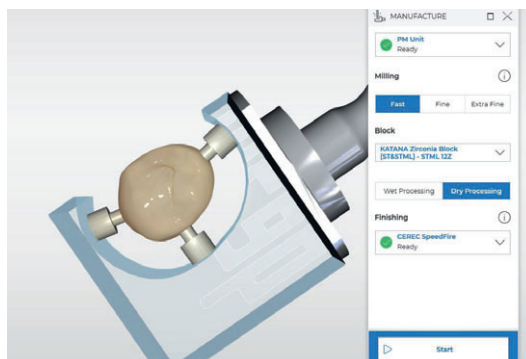 MANUFACTURE
PM Unit
Ready
Milling
Fast Fine Extra Fine
Block
KATANA Zirconia Block
(ST&STML) - STML 12Z
Wet Processing Dry Processing
Finishing
CEREC SpeedFire
Ready
Start